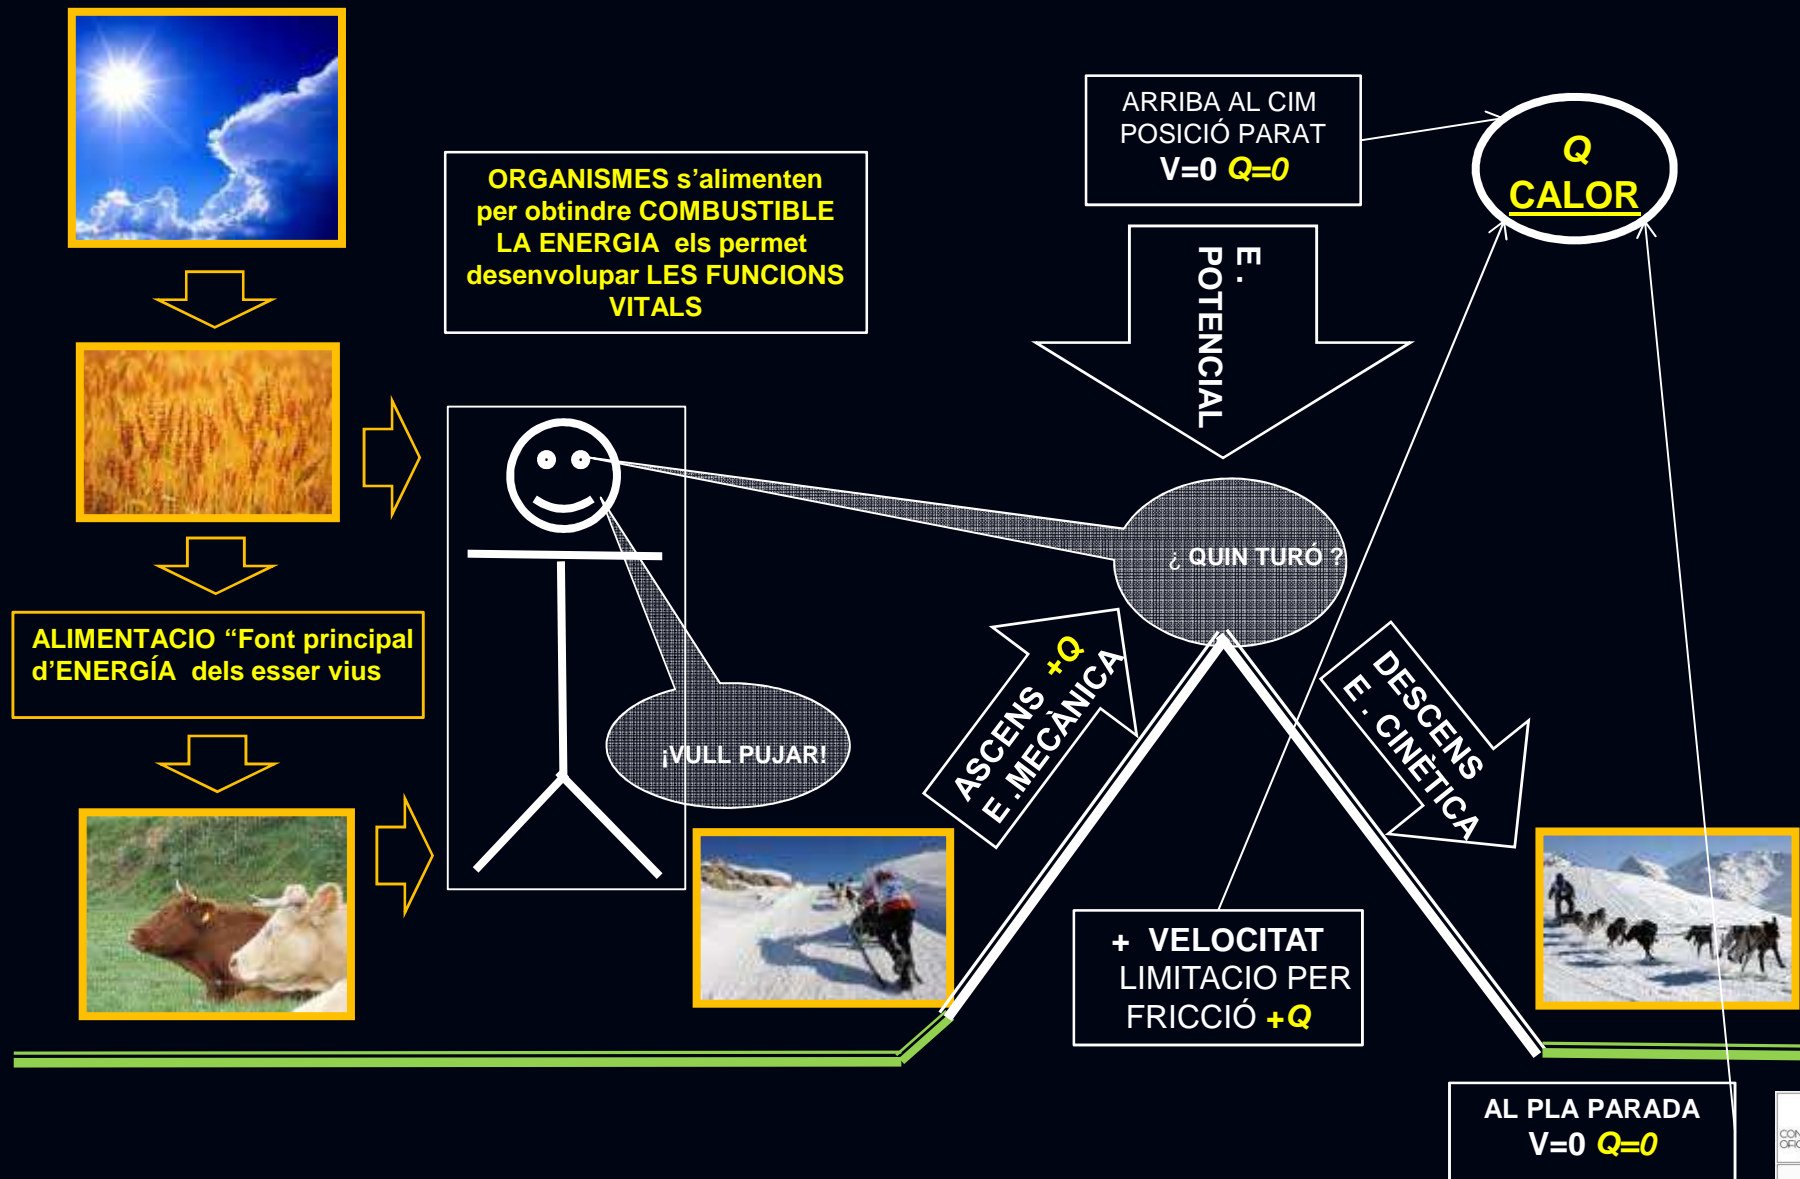 ORGANISMES s’alimenten
per obtindre COMBUSTIBLE
LA ENERGIA els permet
desenvolupar LES FUNCIONS
VITALS
ARRIBA AL CIM
POSICIÓ PARAT
V=0 Q=0
Q
CALOR
E .
POTENCIAL
¿ QUIN TURÓ ?
ALIMENTACIO “Font principal
d’ENERGÍA dels esser vius
¡VULL PUJAR!
ASCENS +Q
E .MECÀNICA
DESCENS
E . CINÈTICA
+ VELOCITAT
LIMITACIO PER
FRICCIÓ +Q
AL PLA PARADA
V=0 Q=0